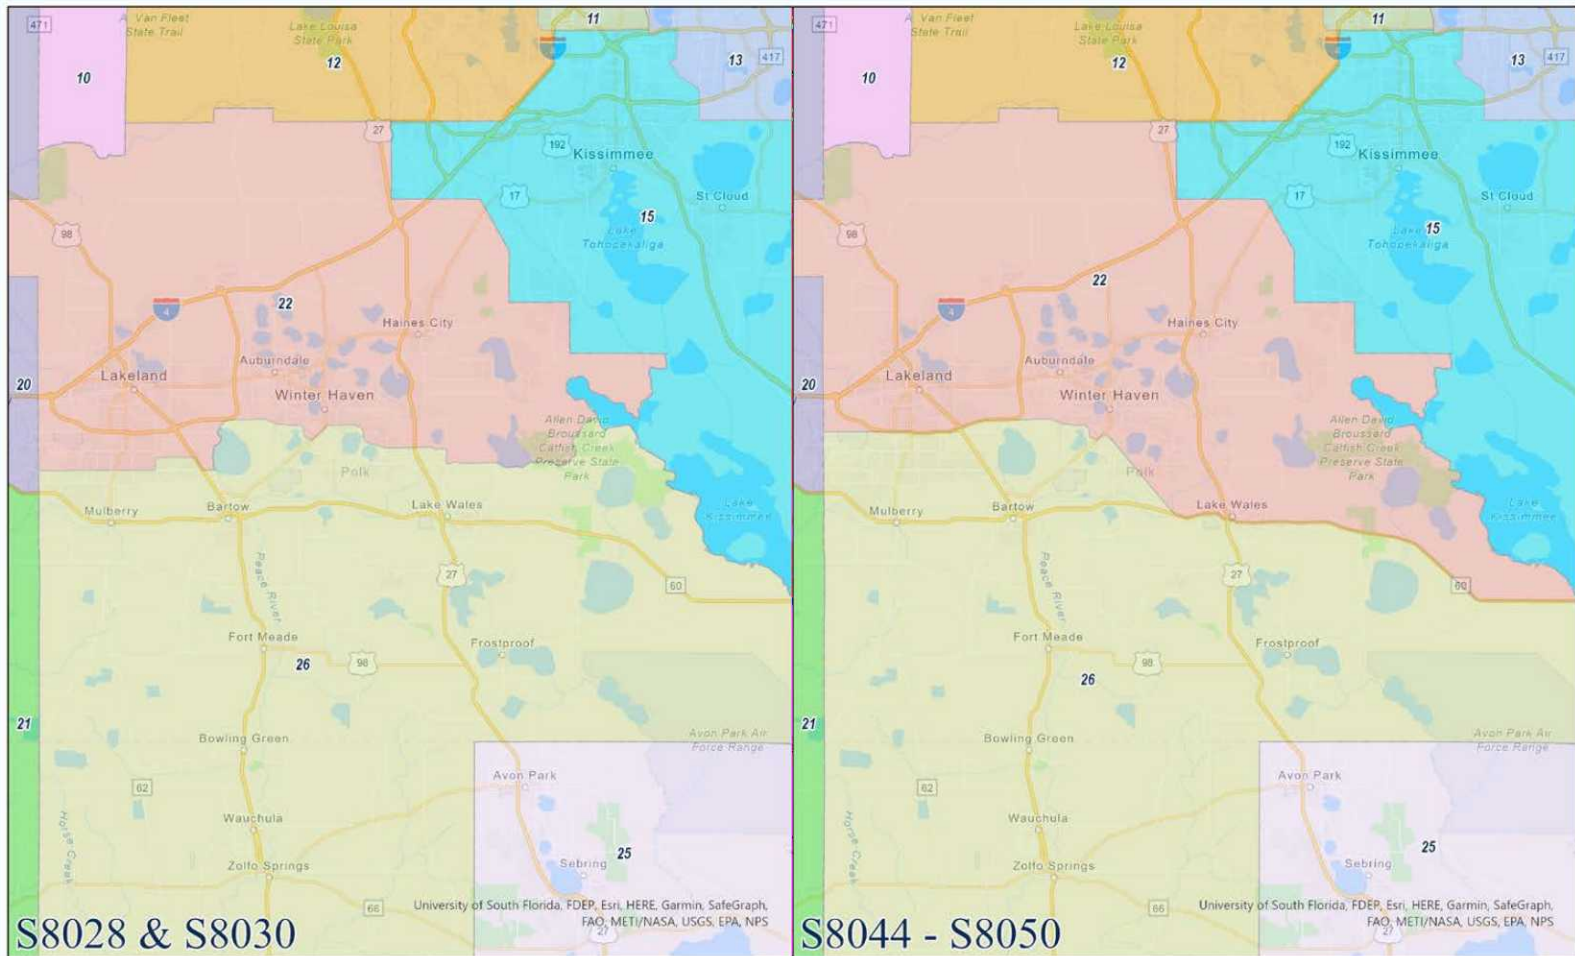 471
Van Fleet
State Trail
Lake Louisa
State Park
11
4
13
417
10
12
27
192
Kissimmee
17
St Cloud
15
Lake
Tohopekaliga
98
4
22
Haines City
Auburndale
20
Lakeland
Winter Haven
Allen David
Broussard
Catfish Creek
Preserve State
Park
Polk
Lake
Kissimmee
Mulberry
Bartow
Lake Wales
Peace River
27
60
Fort Meade
Frostproof
26
98
21
Bowling Green
Avon Park Air
Force Range
Avon Park
62
Horse Creek
Wauchula
25
Zolfo Springs
Sebring
66
University of South Florida, FDEP, Esri, HERE, Garmin, SafeGraph,
FAO, METI/NASA, USGS, EPA, NPS
27
S8028 & S8030
471
Van Fleet
State Trail
Lake Louisa
State Park
11
4
13
417
10
12
27
192
Kissimmee
17
St Cloud
15
Lake
Tohopekaliga
98
22
4
Haines City
Auburndale
20
Lakeland
Winter Haven
Allen David
Broussard
Catfish Creek
Preserve State
Park
Polk
Lake
Kissimmee
Mulberry
Bartow
Lake Wales
Peace River
27
60
Fort Meade
Frostproof
26
98
21
Bowling Green
Avon Park Air
Force Range
Avon Park
62
Horse Creek
Wauchula
25
Zolfo Springs
Sebring
66
University of South Florida, FDEP, Esri, HERE, Garmin, SafeGraph,
FAO, METI/NASA, USGS, EPA, NPS
27
S8044 - S8050